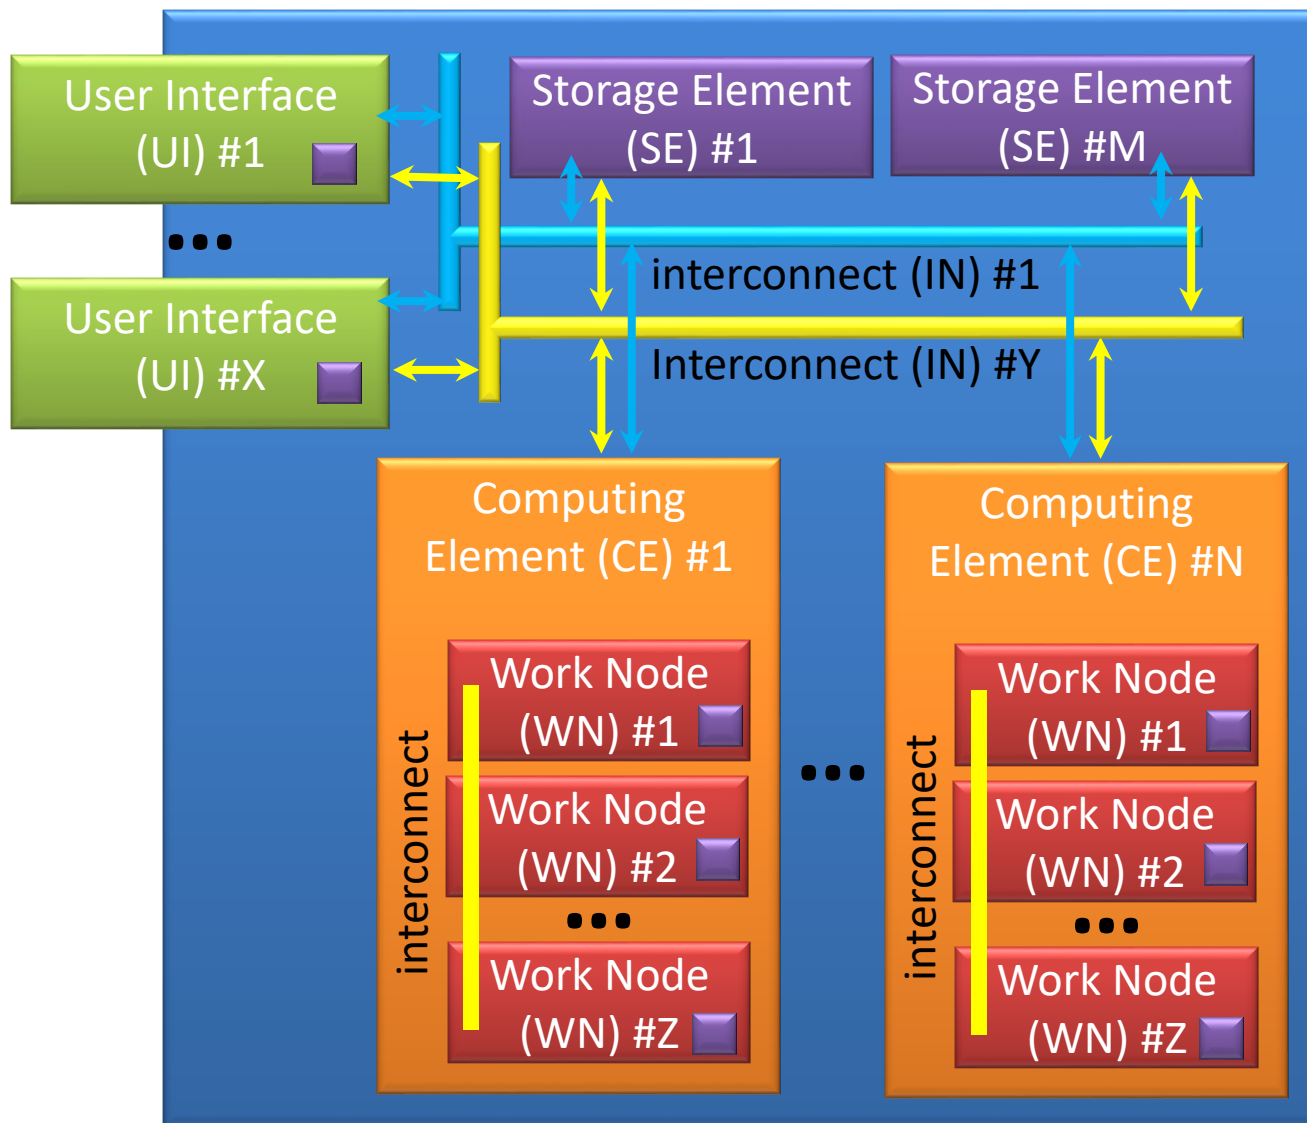 User Interface
(UI) #1
...
User Interface
(UI) #X
Storage Element
(SE) #1
Storage Element
(SE) #M
interconnect (IN) #1
Interconnect (IN) #Y
Computing
Element (CE) #1
interconnect
Work Node
(WN) #1
Work Node
(WN) #2
...
Work Node
(WN) #Z
...
Computing
Element (CE) #N
interconnect
Work Node
(WN) #1
Work Node
(WN) #2
...
Work Node
(WN) #Z